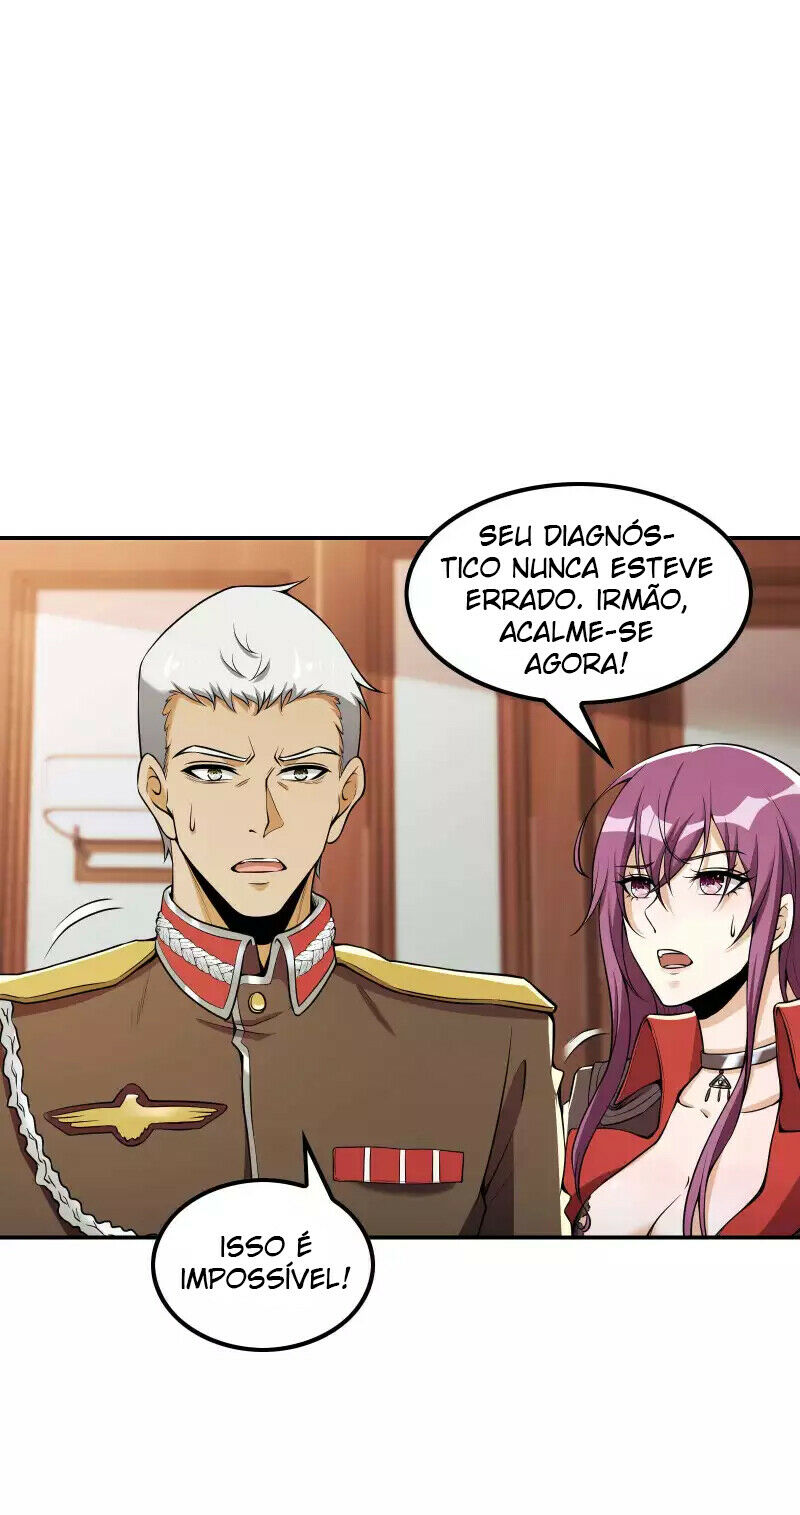 SEU DIAGNÓS-
TICO NUNCA ESTEVE
ERRADO. IRMÃO,
ACALME-SE
AGORA!
ISSO É
IMPOSSÍVEL!